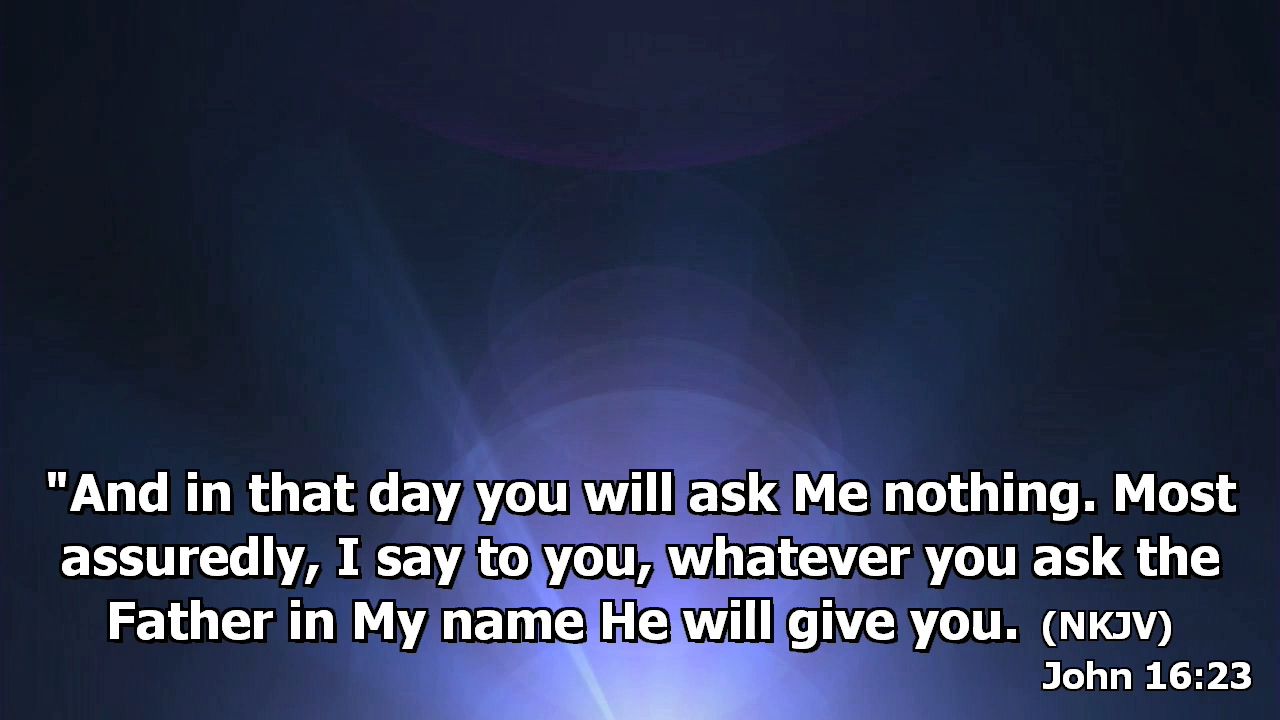 "And in that day you will ask Me nothing. Most
assuredly, I say to you, whatever you ask the
Father in My name He will give you. (NKJV)
John 16:23